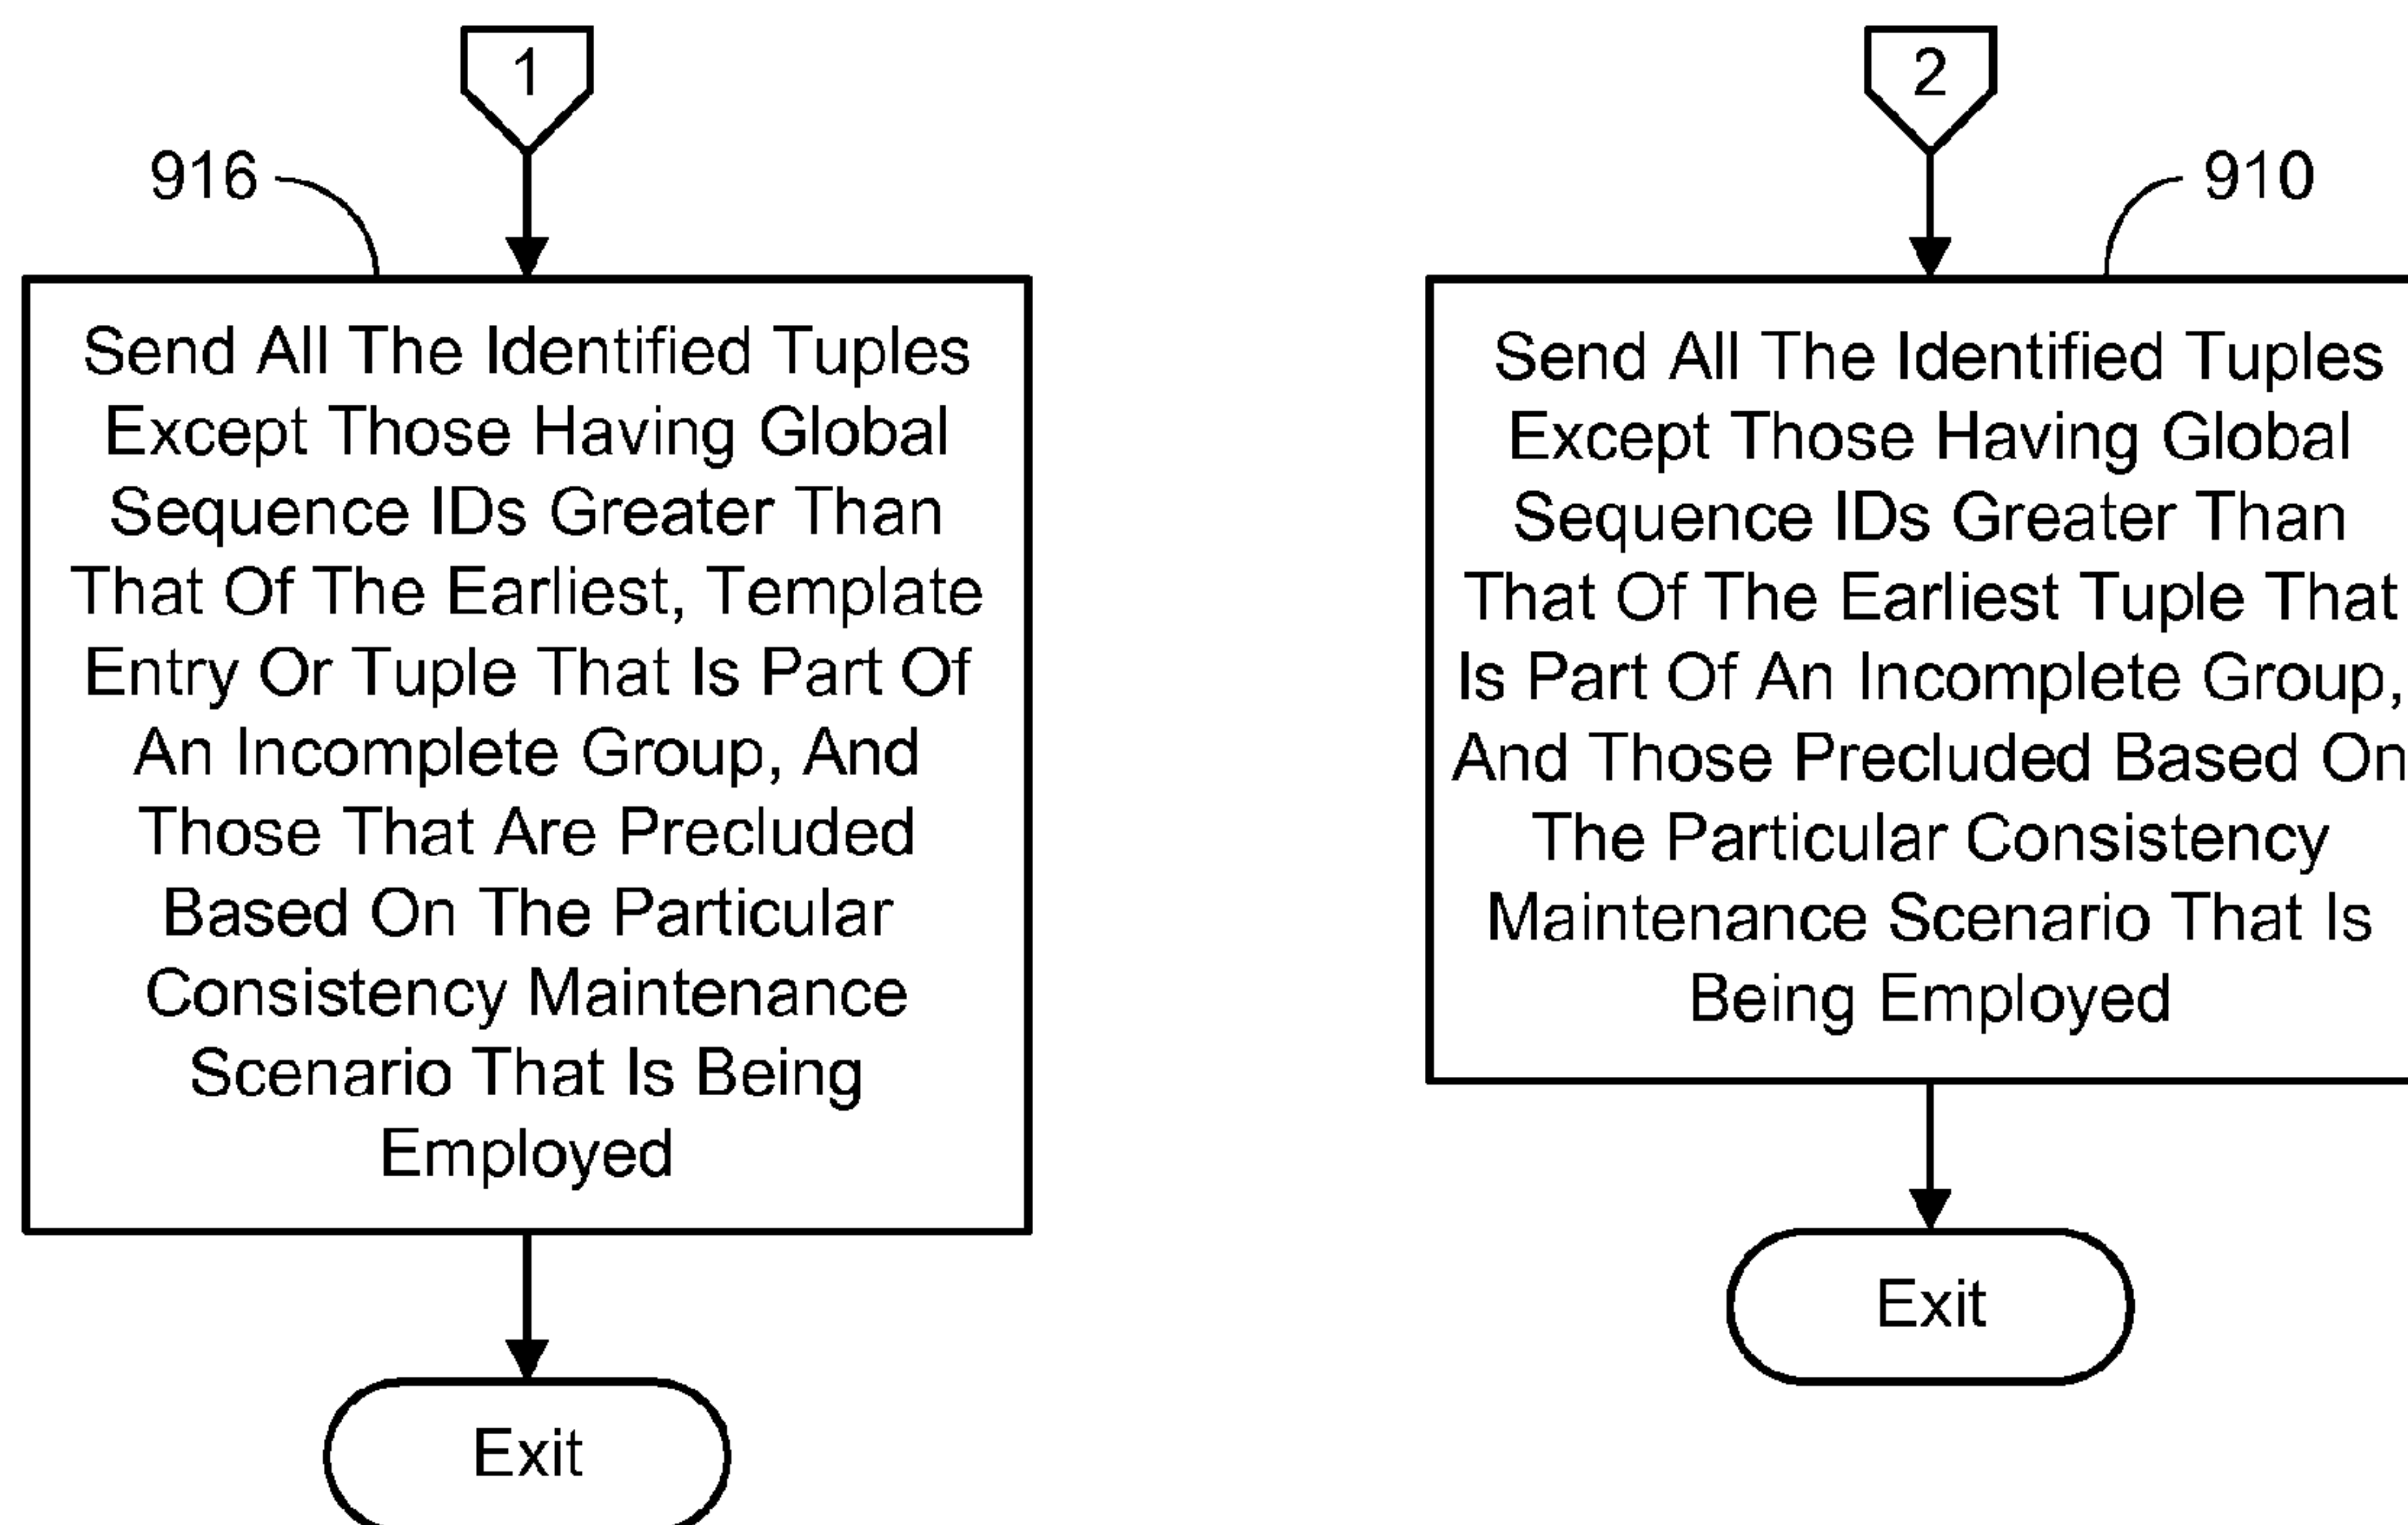 1
916
Send All The Identified Tuples
Except Those Having Global
Sequence IDs Greater Than
That Of The Earliest, Template
Entry Or Tuple That Is Part Of
An Incomplete Group, And
Those That Are Precluded
Based On The Particular
Consistency Maintenance
Scenario That Is Being
Employed
Exit
2
910
Send All The Identified Tuples
Except Those Having Global
Sequence IDs Greater Than
That Of The Earliest Tuple That
Is Part Of An Incomplete Group,
And Those Precluded Based On
The Particular Consistency
Maintenance Scenario That Is
Being Employed
Exit